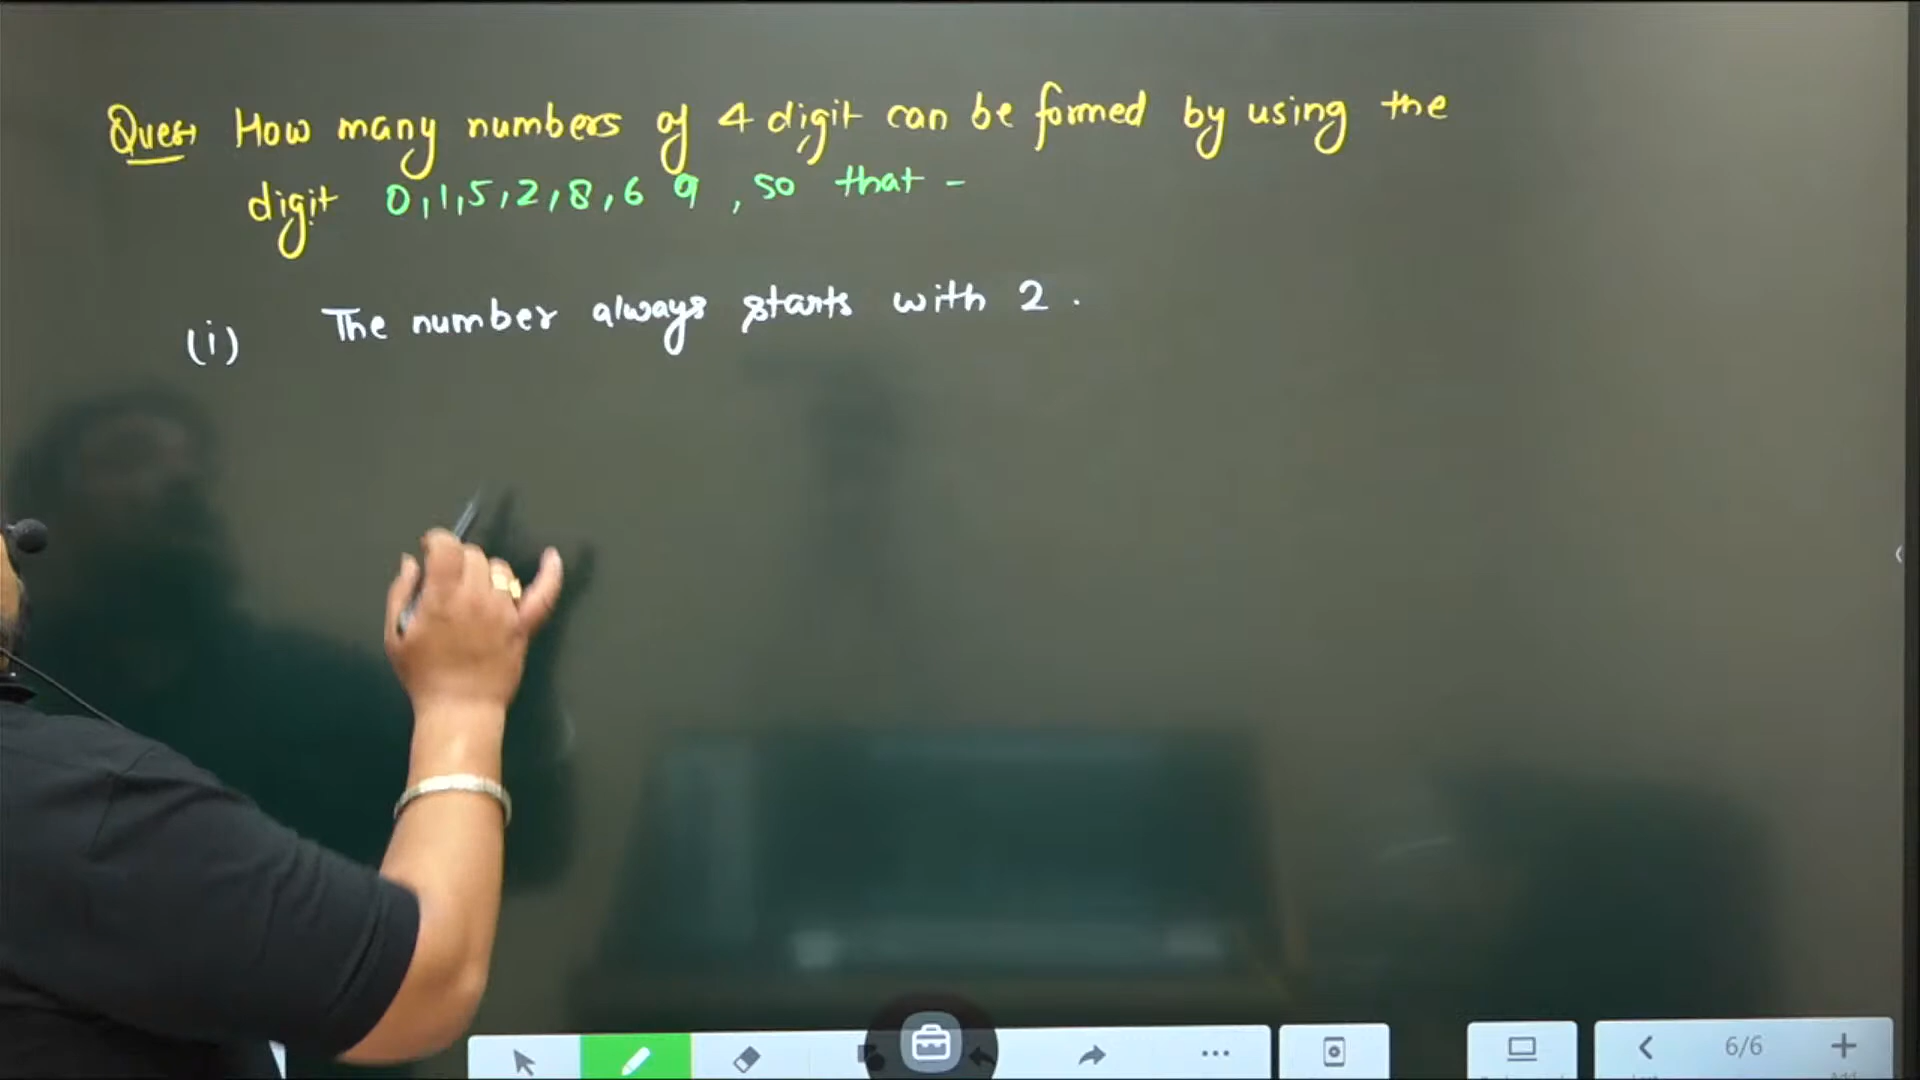 Ques How many numbers of 4 digit can be formed by using the
digit 0,1,5,2,8,6 9 , so that -
(i) The number always starts with 2 .
6/6